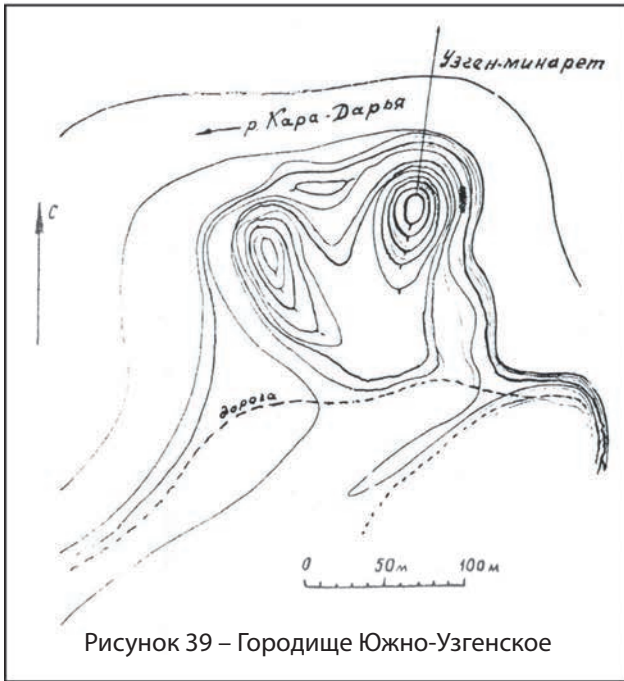 Узген-минарет
р. Кара-Дарья
С
дорога
0 50м 100м
Рисунок 39 – Городище Южно-Узгенское